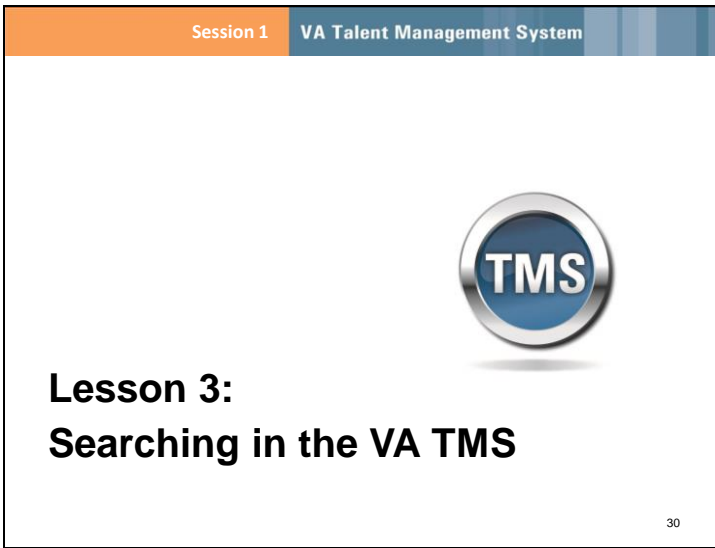 Session 1 VA Talent Management System
TMS
Lesson 3:
Searching in the VA TMS
30